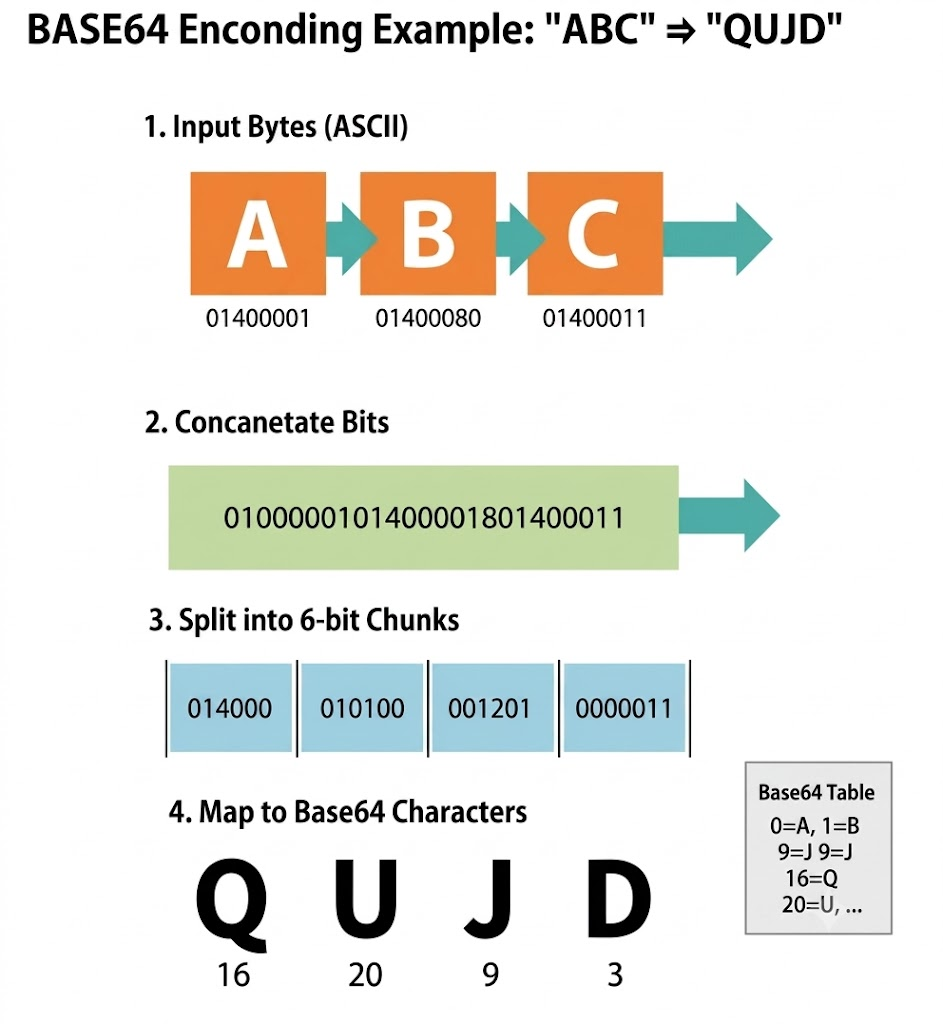 BASE64 Enconding Example: "ABC" ⇒ "QUJD"
1. Input Bytes (ASCII)
A B C
01400001 01400080 01400011
2. Concanetate Bits
0100000101400001801400011
3. Split into 6-bit Chunks
014000 010100 001201 0000011
4. Map to Base64 Characters
Q U J D
16 20 9 3
Base64 Table
0=A, 1=B
9=J 9=J
16=Q
20=U, ...